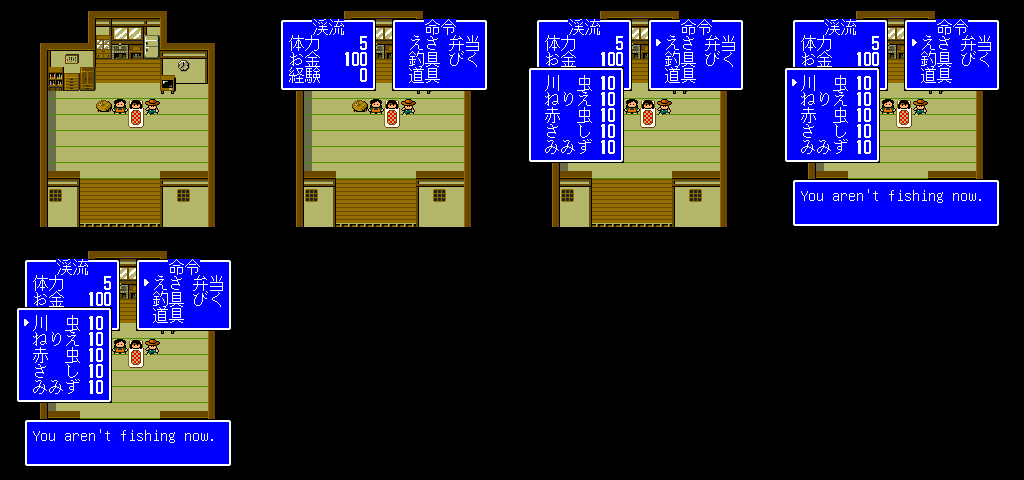 渓流
体力 5
お金 100
経験 0
命令
えさ 弁当
釣具 びく
道具
渓流
体力 5
お金 100
命令
えさ 弁当
釣具 びく
道具
川 虫 10
ねりえ 10
赤 虫 10
さ し 10
みみず 10
渓流
体力 5
お金 100
命令
えさ 弁当
釣具 びく
道具
川 虫 10
ねりえ 10
赤 虫 10
さ し 10
みみず 10
You aren't fishing now.
渓流
体力 5
お金 100
命令
えさ 弁当
釣具 びく
道具
川 虫 10
ねりえ 10
赤 虫 10
さ し 10
みみず 10
You aren't fishing now.